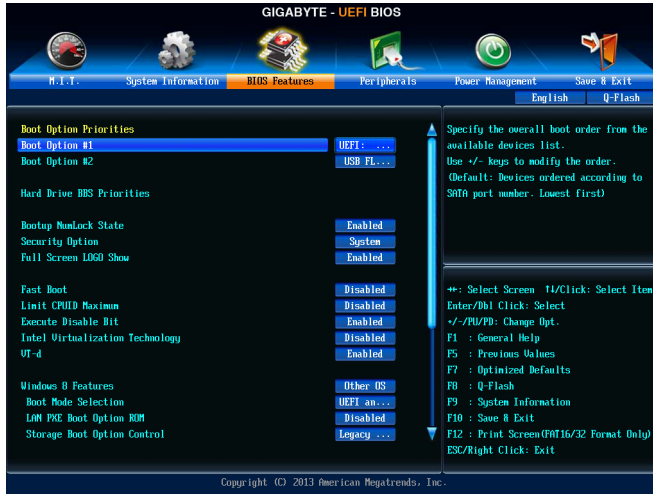 GIGABYTE - UEFI BIOS
M.I.T. System Information BIOS Features Peripherals Power Management Save & Exit
English Q-Flash
Boot Option Priorities
Boot Option #1 UEFI: ...
Boot Option #2 USB FL...
Hard Drive BBS Priorities
Bootup NumLock State Enabled
Security Option System
Full Screen LOGO Show Enabled
Fast Boot Disabled
Limit CPUID Maximum Disabled
Execute Disable Bit Enabled
Intel Virtualization Technology Disabled
VT-d Enabled
Windows 8 Features Other OS
Boot Mode Selection UEFI an...
LAN PXE Boot Option ROM Disabled
Storage Boot Option Control Legacy ...
Specify the overall boot order from the
available devices list.
Use +/- keys to modify the order.
(Default: Devices ordered according to
SATA port number. Lowest first)
→←: Select Screen ↑↓/Click: Select Item
Enter/Dbl Click: Select
+/-/PU/PD: Change Opt.
F1 : General Help
F5 : Previous Values
F7 : Optimized Defaults
F8 : Q-Flash
F9 : System Information
F10 : Save & Exit
F12 : Print Screen(FAT16/32 Format Only)
ESC/Right Click: Exit
Copyright (C) 2013 American Megatrends, Inc.